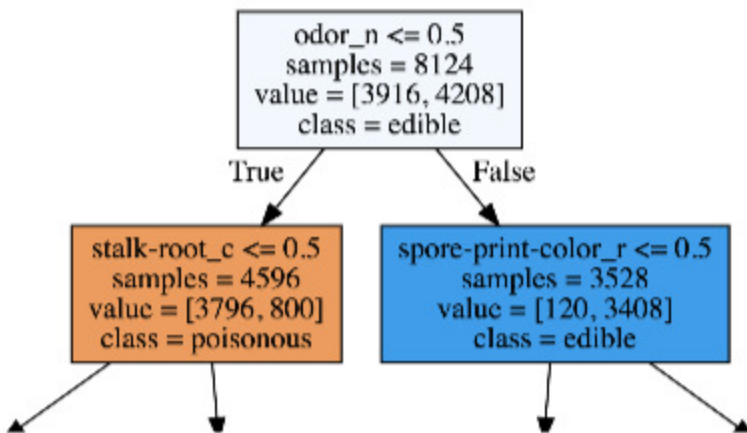 odor_n <= 0.5
samples = 8124
value = [3916, 4208]
class = edible
True
False
stalk-root_c <= 0.5
samples = 4596
value = [3796, 800]
class = poisonous
spore-print-color_r <= 0.5
samples = 3528
value = [120, 3408]
class = edible